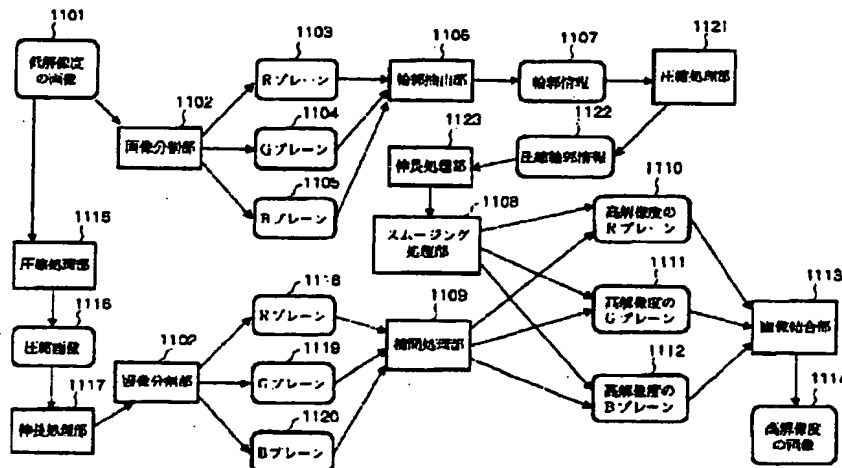 1101
低解像度
の画像
1102
画像分割部
1103
Rプレーン
1104
Gプレーン
1105
Bプレーン
1106
輪郭抽出部
1107
輪郭情報
1121
圧縮処理部
1122
圧縮輪郭情報
1123
伸長処理部
1108
スムージング
処理部
1110
高解像度の
Rプレーン
1111
高解像度の
Gプレーン
1112
高解像度の
Bプレーン
1113
画像結合部
1114
高解像度
の画像
1115
圧縮処理部
1116
圧縮画像
1117
伸長処理部
1102
画像分割部
1118
Rプレーン
1119
Gプレーン
1120
Bプレーン
1109
補間処理部